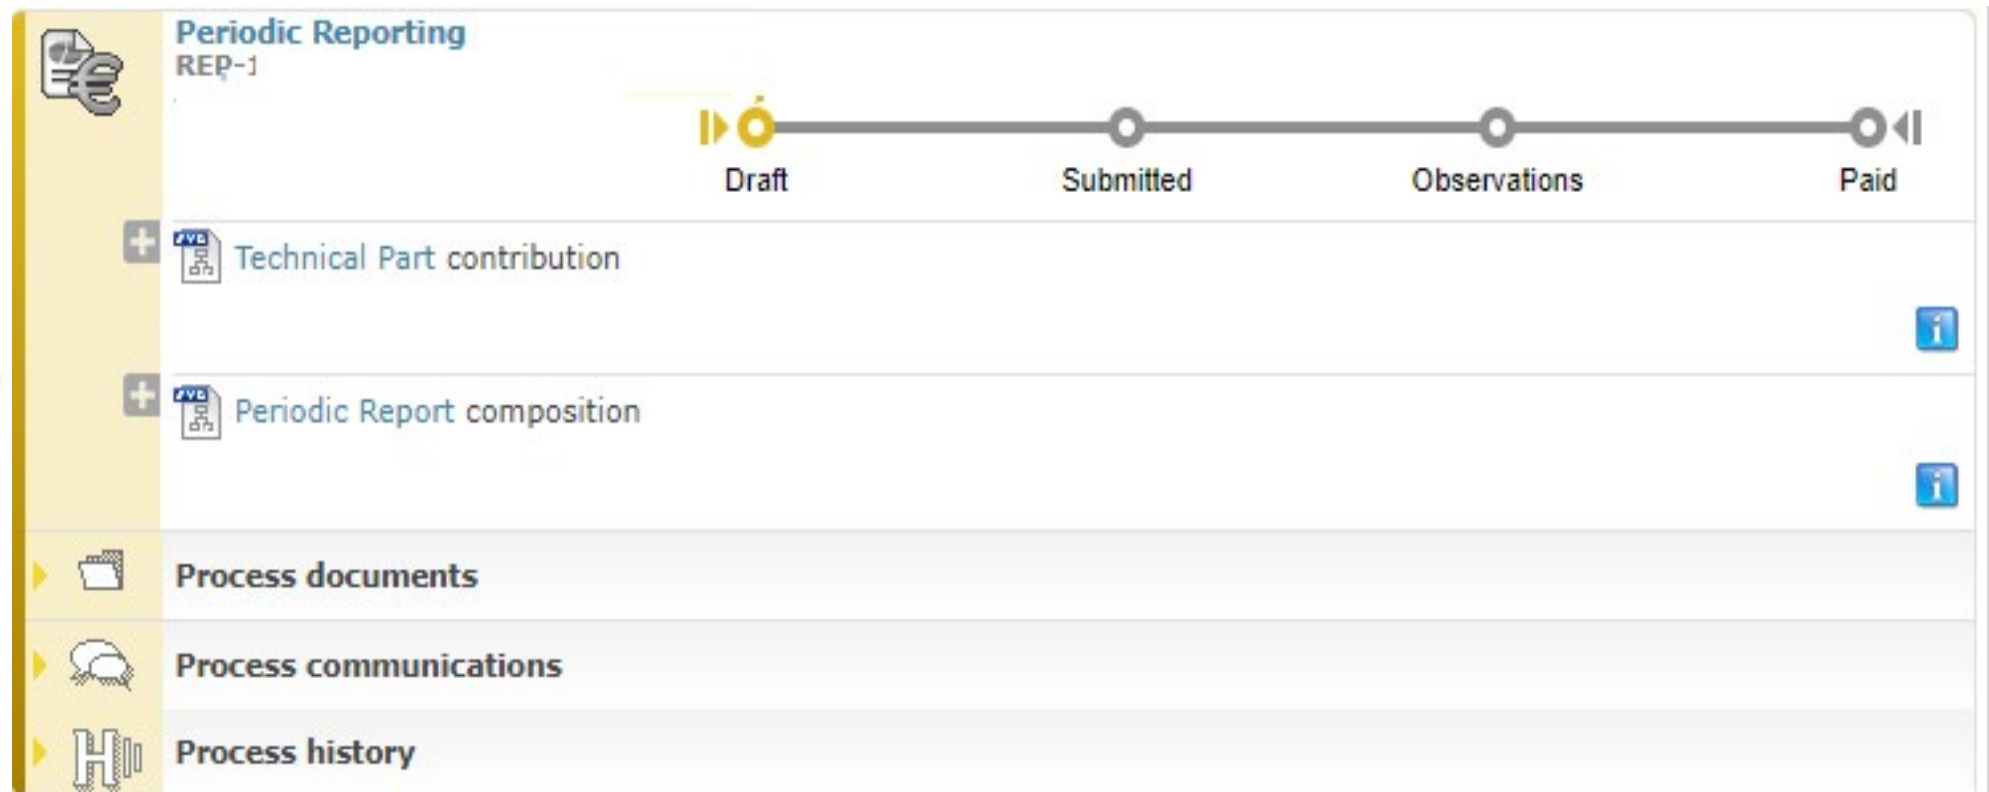 Periodic Reporting
REP-1
Draft Submitted Observations Paid
Technical Part contribution
Periodic Report composition
Process documents
Process communications
Process history